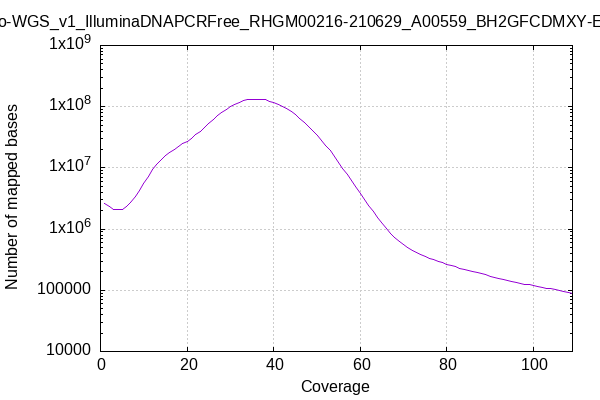 o-WGS_v1_IlluminaDNAPCRFree_RHGM00216-210629_A00559_BH2GFCDMXY-E
1x10^9
1x10^8
1x10^7
1x10^6
100000
10000
Number of mapped bases
0 20 40 60 80 100
Coverage